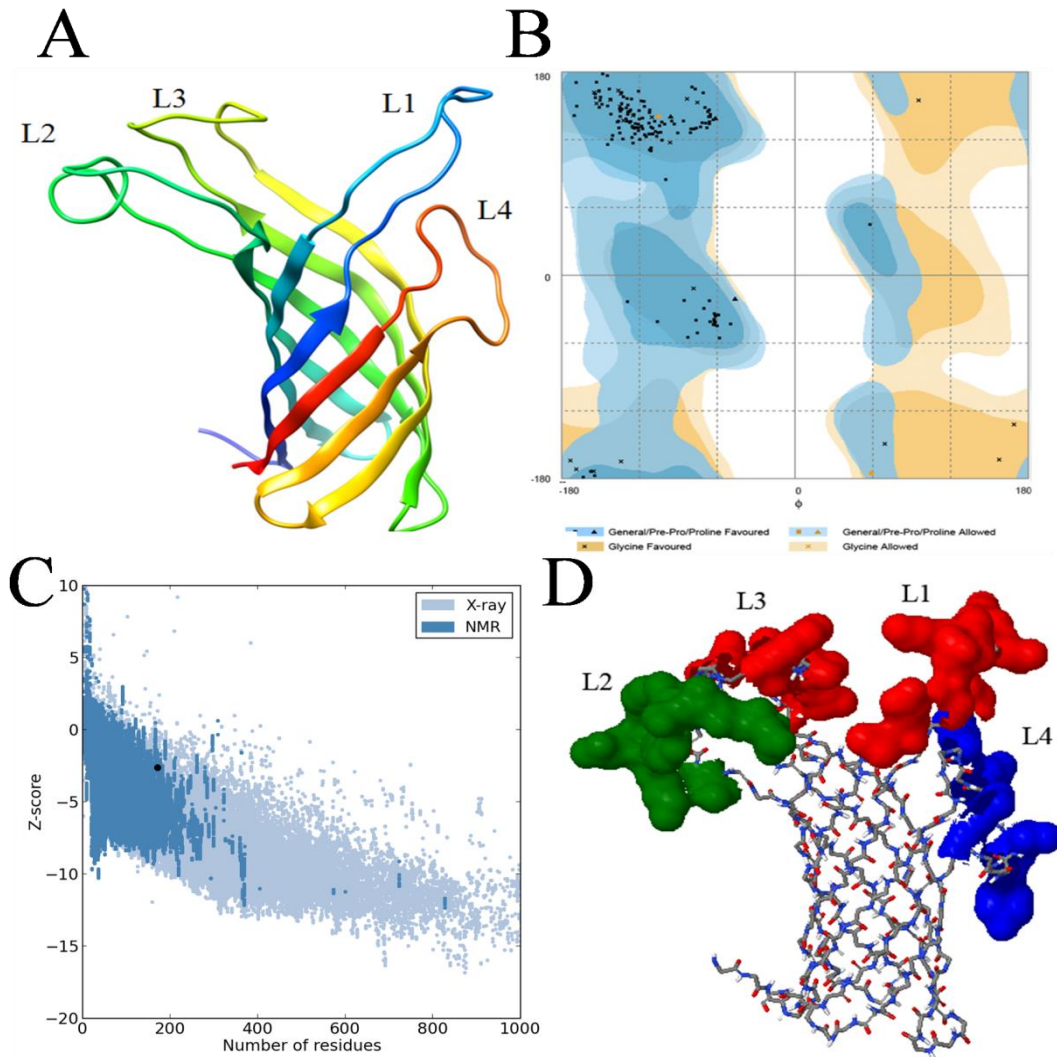 A
L3
L1
L2
L4
B
180
0
-180
-180
0
180
ϕ
General/Pre-Pro/Proline Favoured
General/Pre-Pro/Proline Allowed
Glycine Favoured
Glycine Allowed
C
10
5
0
−5
−10
−15
−20
Z-score
X-ray
NMR
0
200
400
600
800
1000
Number of residues
D
L3
L1
L2
L4